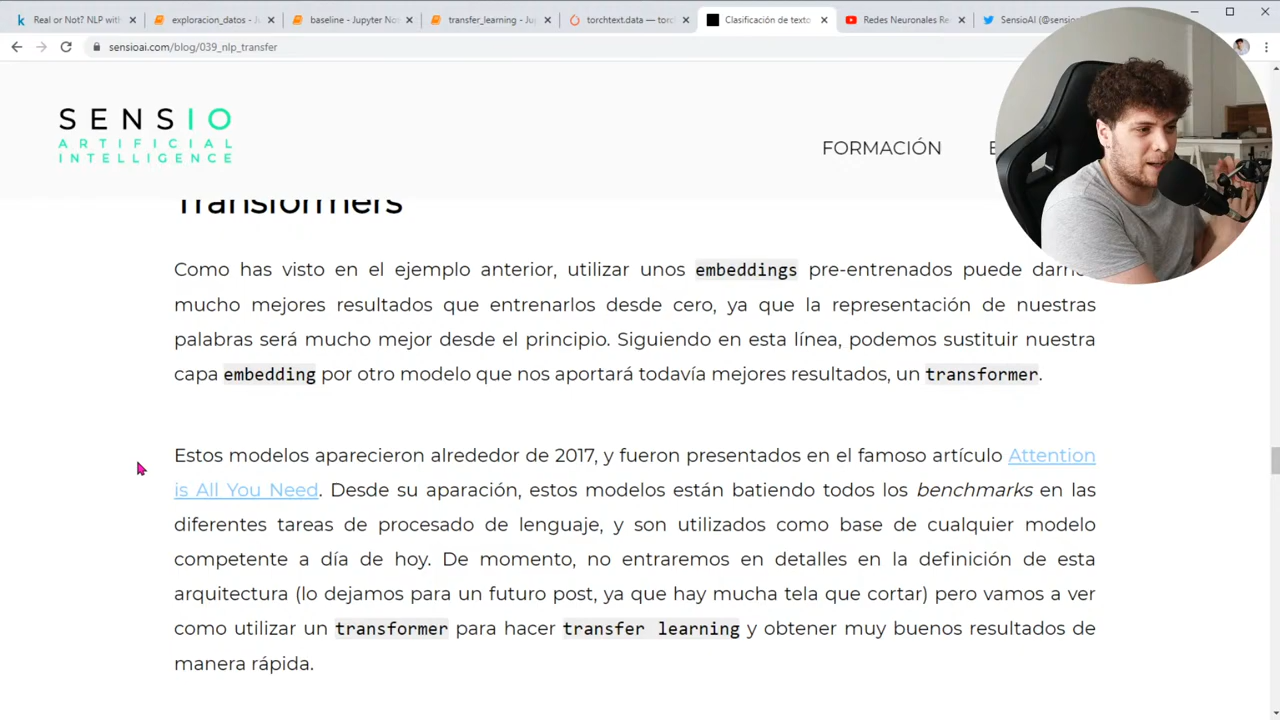 Real or Not? NLP with
exploracion_datos - Ju
baseline - Jupyter No
transfer_learning - Ju
torchtext.data — torc
Clasificación de texto
Redes Neuronales Re
SensioAI (@senso
sensioai.com/blog/039_nlp_transfer
SENSIO
ARTIFICIAL
INTELLIGENCE
FORMACIÓN
Transformers
Como has visto en el ejemplo anterior, utilizar unos embeddings pre-entrenados puede
mucho mejores resultados que entrenarlos desde cero, ya que la representación de nuestras
palabras será mucho mejor desde el principio. Siguiendo en esta línea, podemos sustituir nuestra
capa embedding por otro modelo que nos aportará todavía mejores resultados, un transformer.
Estos modelos aparecieron alrededor de 2017, y fueron presentados en el famoso artículo Attention
is All You Need. Desde su aparación, estos modelos están batiendo todos los benchmarks en las
diferentes tareas de procesado de lenguaje, y son utilizados como base de cualquier modelo
competente a día de hoy. De momento, no entraremos en detalles en la definición de esta
arquitectura (lo dejamos para un futuro post, ya que hay mucha tela que cortar) pero vamos a ver
como utilizar un transformer para hacer transfer learning y obtener muy buenos resultados de
manera rápida.